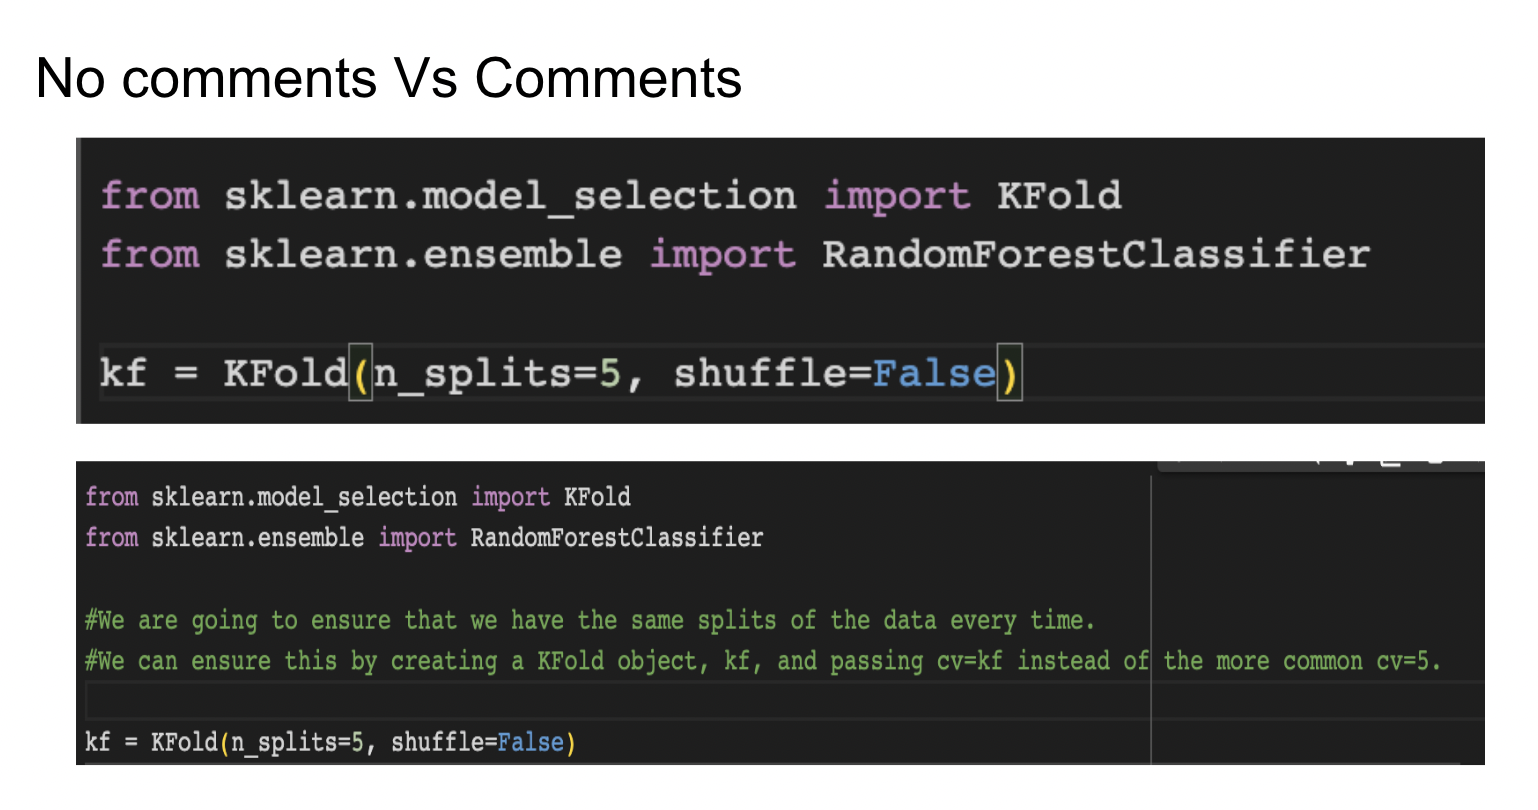 No comments Vs Comments
from sklearn.model_selection import KFold
from sklearn.ensemble import RandomForestClassifier
kf = KFold(n_splits=5, shuffle=False)
from sklearn.model_selection import KFold
from sklearn.ensemble import RandomForestClassifier
#We are going to ensure that we have the same splits of the data every time.
#We can ensure this by creating a KFold object, kf, and passing cv=kf instead of the more common cv=5.
kf = KFold(n_splits=5, shuffle=False)